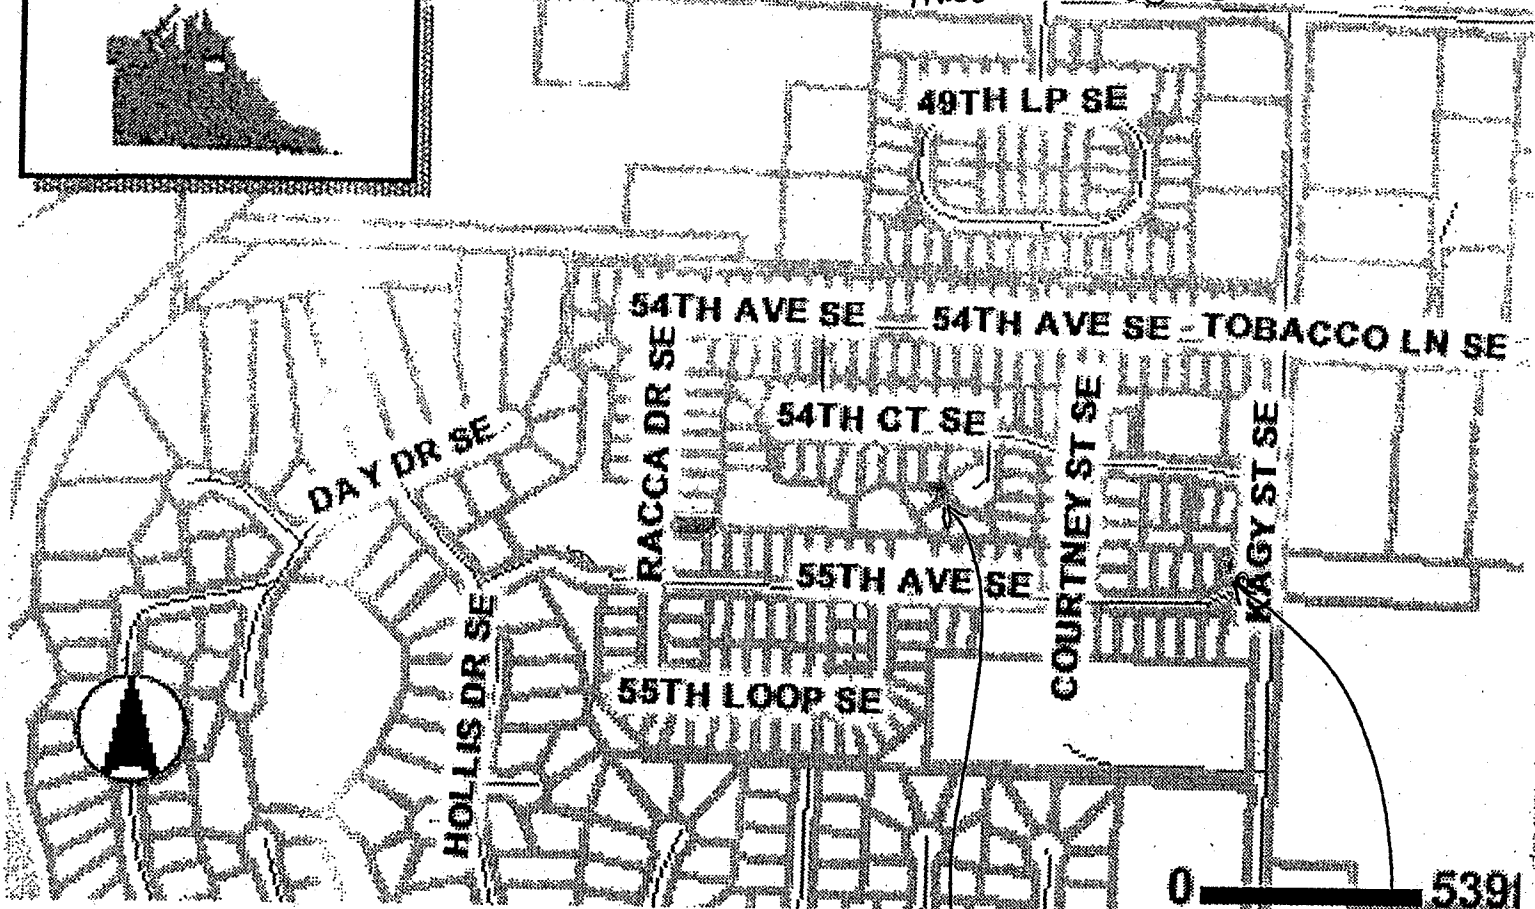 49TH LP SE
54TH AVE SE
54TH AVE SE
TOBACCO LN SE
RACCA DR SE
54TH CT SE
COURTNEY ST SE
KAGY ST SE
DAY DR SE
55TH AVE SE
HOLLIS DR SE
55TH LOOP SE
0
539